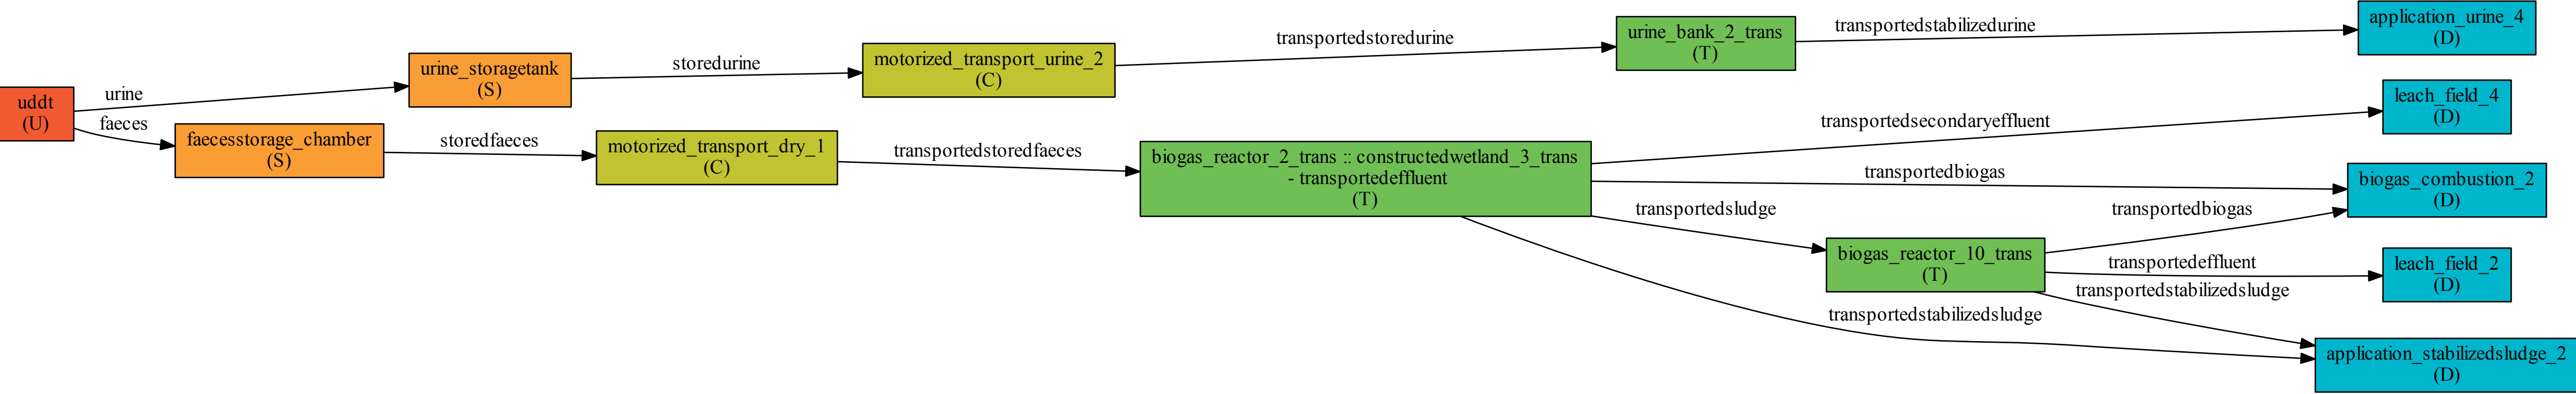 uddt
(U)
urine
faeces
urine_storagetank
(S)
faecesstorage_chamber
(S)
storedurine
storedfaeces
motorized_transport_urine_2
(C)
motorized_transport_dry_1
(C)
transportedstoredurine
transportedstoredfaeces
urine_bank_2_trans
(T)
biogas_reactor_2_trans :: constructedwetland_3_trans
- transportedeffluent
(T)
transportedstabilizedurine
transportedsecondaryeffluent
transportedbiogas
transportedsludge
biogas_reactor_10_trans
(T)
transportedbiogas
transportedeffluent
transportedstabilizedsludge
transportedstabilizedsludge
application_urine_4
(D)
leach_field_4
(D)
biogas_combustion_2
(D)
leach_field_2
(D)
application_stabilizedsludge_2
(D)